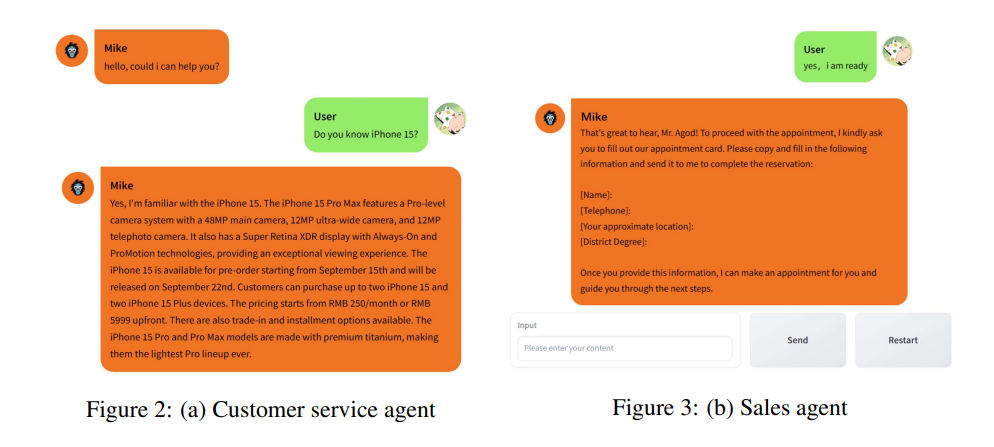 Mike
hello, could i can help you?
User
Do you know iPhone 15?
Mike
Yes, I'm familiar with the iPhone 15. The iPhone 15 Pro Max features a Pro-level
camera system with a 48MP main camera, 12MP ultra-wide camera, and 12MP
telephoto camera. It also has a Super Retina XDR display with Always-On and
ProMotion technologies, providing an exceptional viewing experience. The
iPhone 15 is available for pre-order starting from September 15th and will be
released on September 22nd. Customers can purchase up to two iPhone 15 and
two iPhone 15 Plus devices. The pricing starts from RMB 250/month or RMB
5999 upfront. There are also trade-in and installment options available. The
iPhone 15 Pro and Pro Max models are made with premium titanium, making
them the lightest Pro lineup ever.
Figure 2: (a) Customer service agent
User
yes, i am ready
Mike
That's great to hear, Mr. Agod! To proceed with the appointment, I kindly ask
you to fill out our appointment card. Please copy and fill in the following
information and send it to me to complete the reservation:
[Name]:
[Telephone]:
[Your approximate location]:
[District Degree]:
Once you provide this information, I can make an appointment for you and
guide you through the next steps.
Input
Please enter your content
Send
Restart
Figure 3: (b) Sales agent